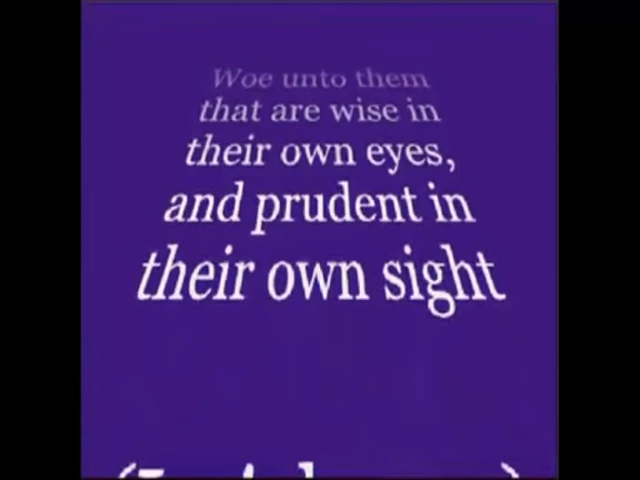 Woe unto them
that are wise in
their own eyes,
and prudent in
their own sight